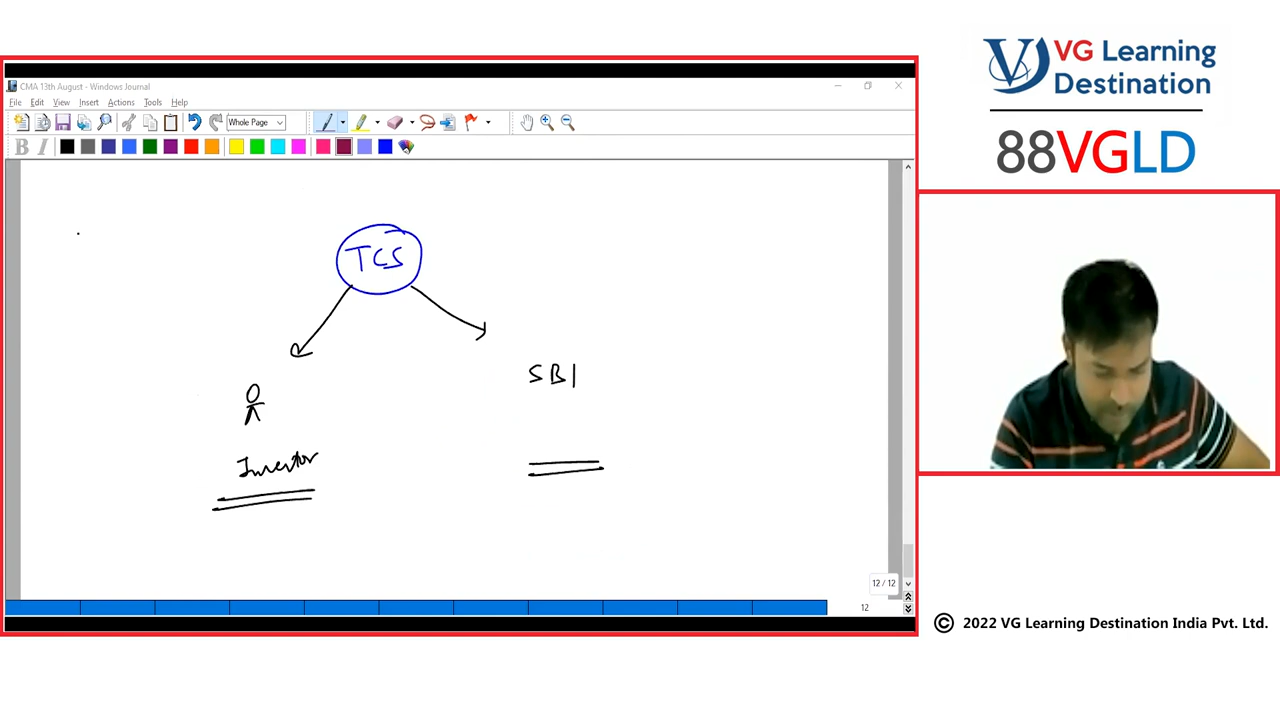 VG Learning
Destination
88VGLD
CMA 13th August - Windows Journal
File Edit View Insert Actions Tools Help
Whole Page
B I
TCS
SBI
Investor
12 / 12
12
© 2022 VG Learning Destination India Pvt. Ltd.